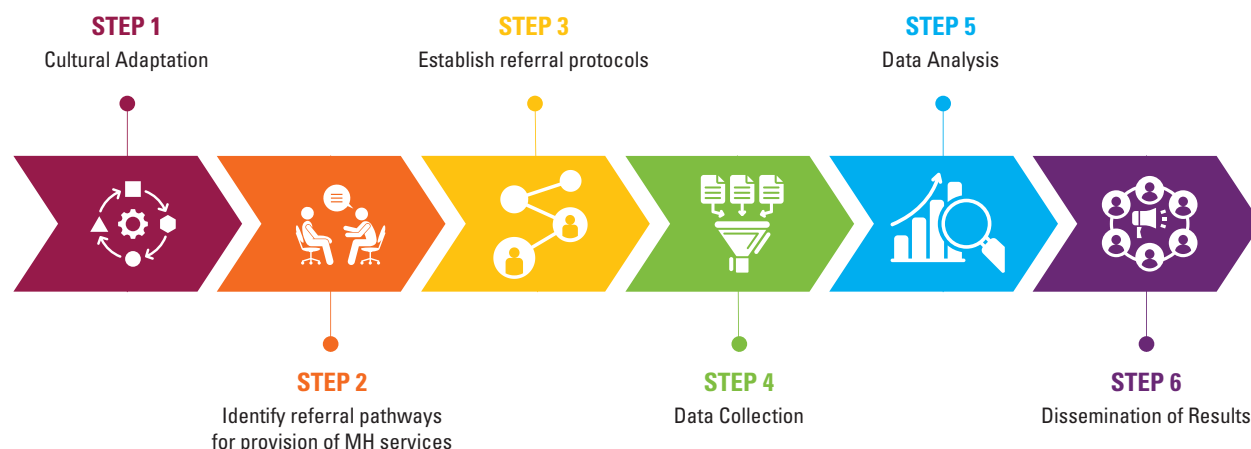 STEP 1
Cultural Adaptation
STEP 3
Establish referral protocols
STEP 5
Data Analysis
STEP 2
Identify referral pathways
for provision of MH services
STEP 4
Data Collection
STEP 6
Dissemination of Results